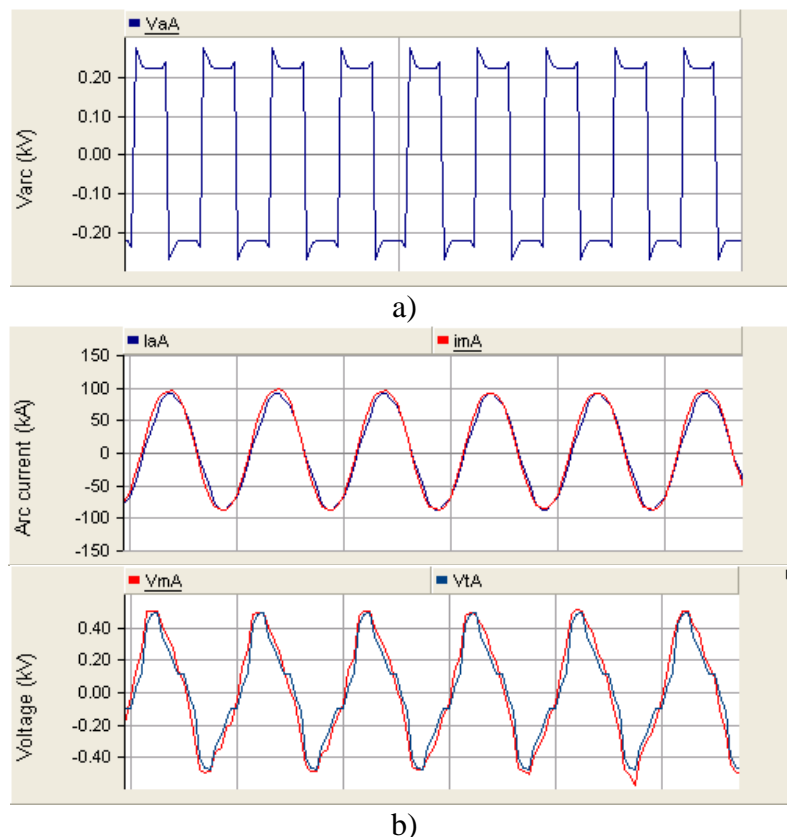 VaA
0.20
0.10
0.00
-0.10
-0.20
Varc (kV)
a)
IaA imA
150
100
50
0
-50
-100
-150
Arc current (kA)
VmA VtA
0.40
0.20
0.00
-0.20
-0.40
Voltage (kV)
b)